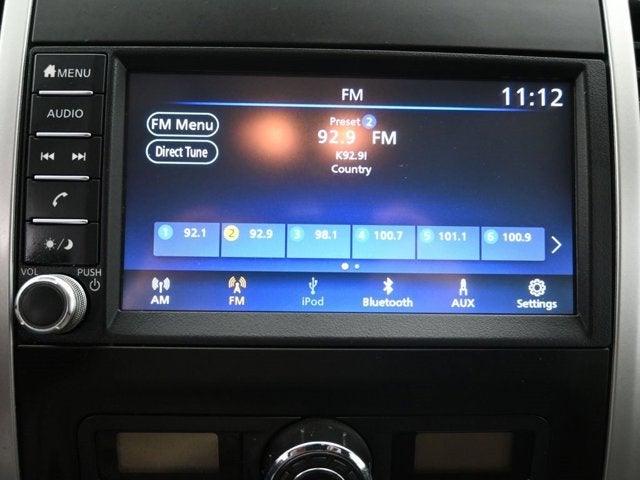 MENU
AUDIO
VOL PUSH
FM 11:12
FM Menu
Direct Tune
Preset 2
92.9 FM
K92.9I
Country
1 92.1 2 92.9 3 98.1 4 100.7 5 101.1 6 100.9
AM FM iPod Bluetooth AUX Settings